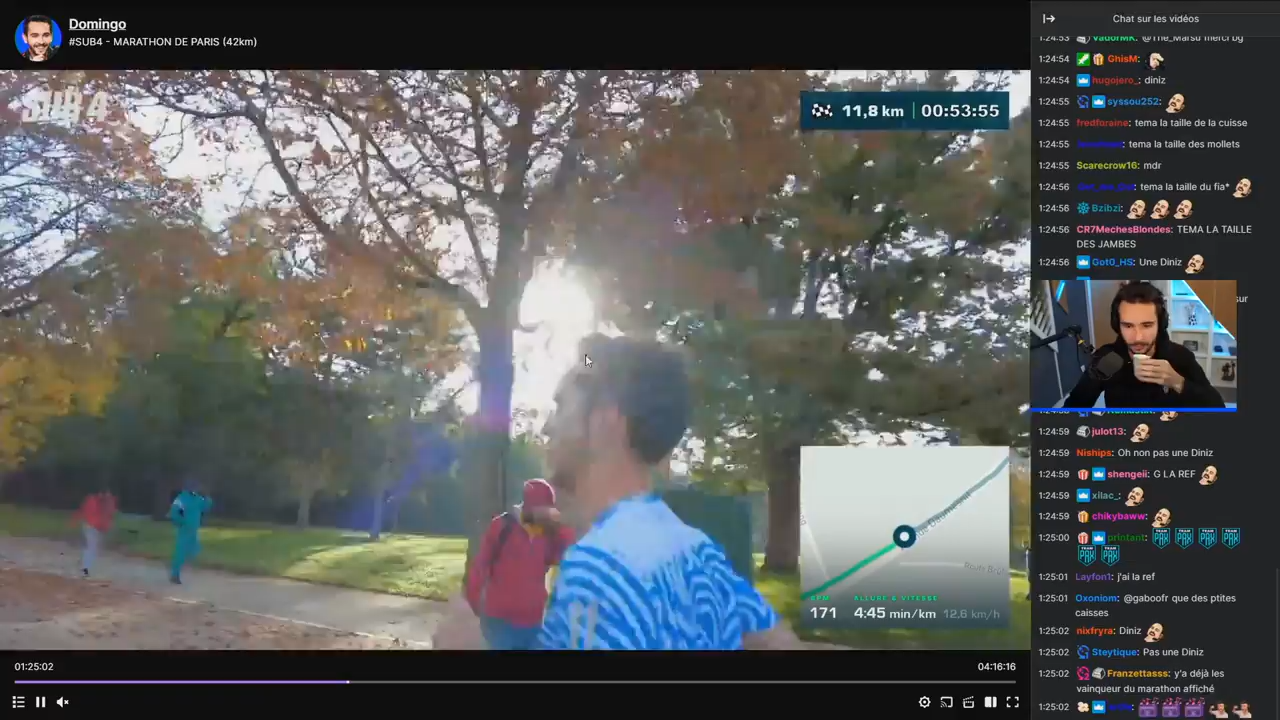 Domingo
#SUB4 - MARATHON DE PARIS (42km)
SUB 4
11,8 km | 00:53:55
171
ALLURE & VITESSE
4:45 min/km 12,6 km/h
01:25:02
04:16:16
Chat sur les vidéos
1:24:53 VadorMK: @The_Marsu merci bg
1:24:54 GhisM:
1:24:54 hugojero_: diniz
1:24:55 syssou252:
1:24:55 fredfuraine: tema la taille de la cuisse
1:24:55 tema la taille des mollets
1:24:55 Scarecrow16: mdr
1:24:56 tema la taille du fia*
1:24:56 Bzibzi:
1:24:56 CR7MechesBlondes: TEMA LA TAILLE
DES JAMBES
1:24:56 Got0_HS: Une Diniz
sur
1:24:59 julot13:
1:24:59 Niships: Oh non pas une Diniz
1:24:59 shengeii: G LA REF
1:24:59 xilac_:
1:24:59 chikybaww:
1:25:00 printant:
1:25:01 Layfon1: j'ai la ref
1:25:01 Oxoniom: @gaboofr que des ptites
caisses
1:25:02 nixfryra: Diniz
1:25:02 Steytique: Pas une Diniz
1:25:02 Franzettasss: y'a déjà les
vainqueur du marathon affiché
1:25:02